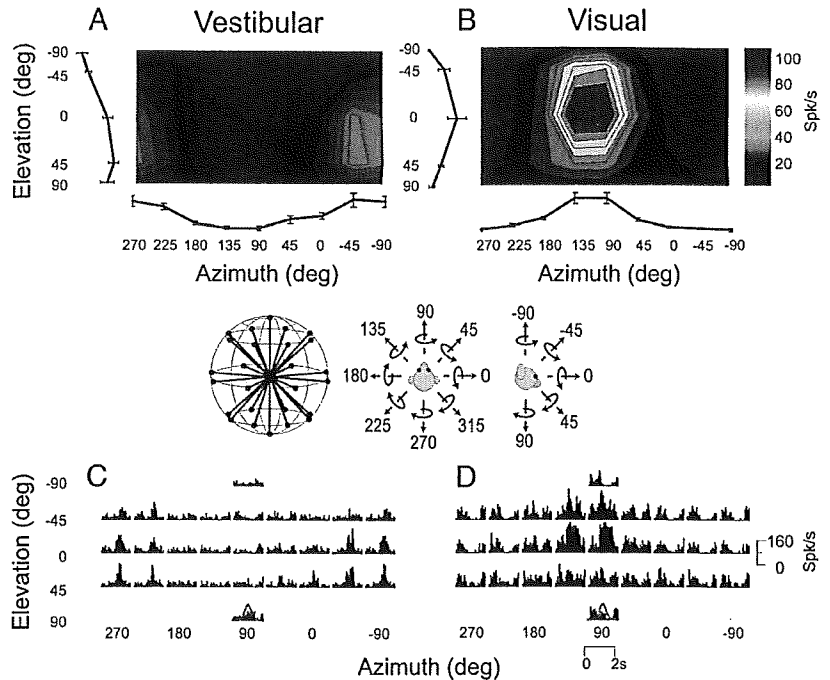 A Vestibular
B Visual
Elevation (deg)
-90
-45
0
45
90
-90
-45
0
45
90
100
80
60
40
20
Spk/s
270 225 180 135 90 45 0 -45 -90
Azimuth (deg)
270 225 180 135 90 45 0 -45 -90
Azimuth (deg)
90
135 45
180 0
225 315
270
-90
-45
0
45
90
C
D
Elevation (deg)
-90
-45
0
45
90
160
0
Spk/s
270 180 90 0 -90
270 180 90 0 -90
0 2s
Azimuth (deg)